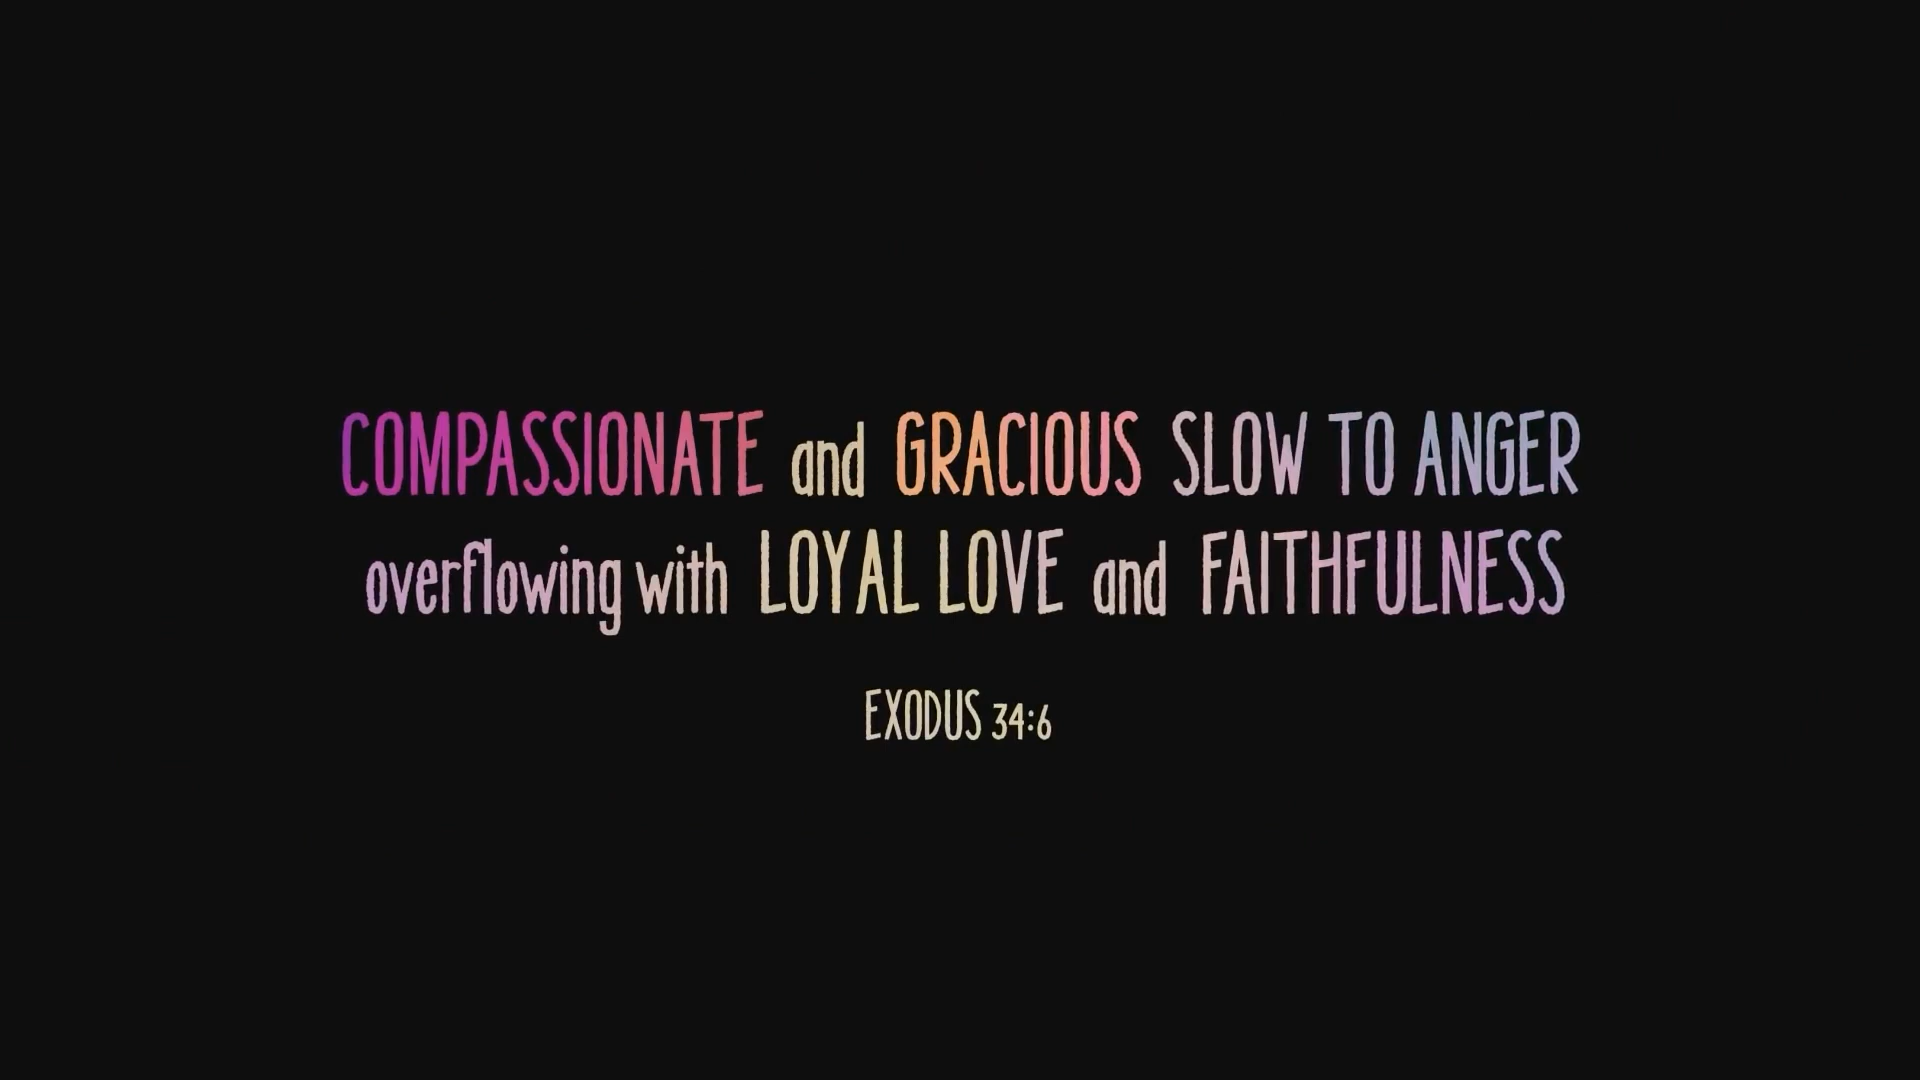 COMPASSIONATE and GRACIOUS SLOW TO ANGER
overflowing with LOYAL LOVE and FAITHFULNESS
EXODUS 34:6